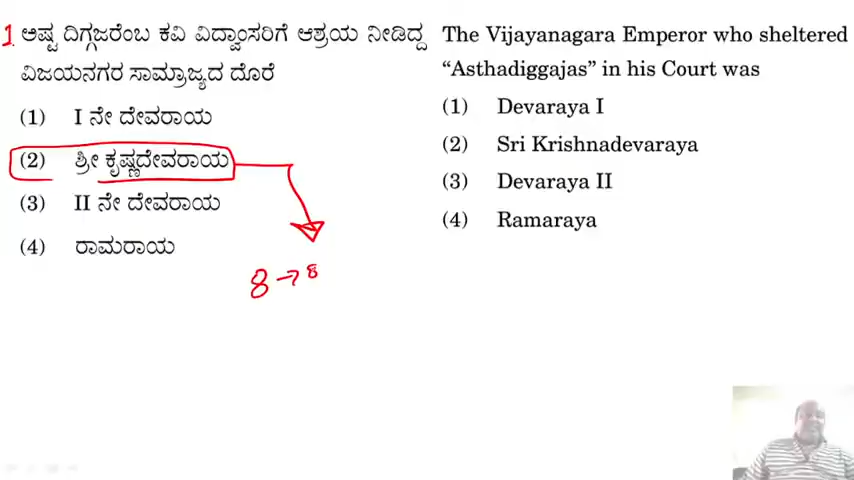 1 ಅಷ್ಟ ದಿಗ್ಗಜರೆಂಬ ಕವಿ ವಿದ್ವಾಂಸರಿಗೆ ಆಶ್ರಯ ನೀಡಿದ್ದ
ವಿಜಯನಗರ ಸಾಮ್ರಾಜ್ಯದ ದೊರೆ
(1) I ನೇ ದೇವರಾಯ
(2) ಶ್ರೀ ಕೃಷ್ಣದೇವರಾಯ
(3) II ನೇ ದೇವರಾಯ
(4) ರಾಮರಾಯ
8 → 8
The Vijayanagara Emperor who sheltered
“Asthadiggajas” in his Court was
(1) Devaraya I
(2) Sri Krishnadevaraya
(3) Devaraya II
(4) Ramaraya